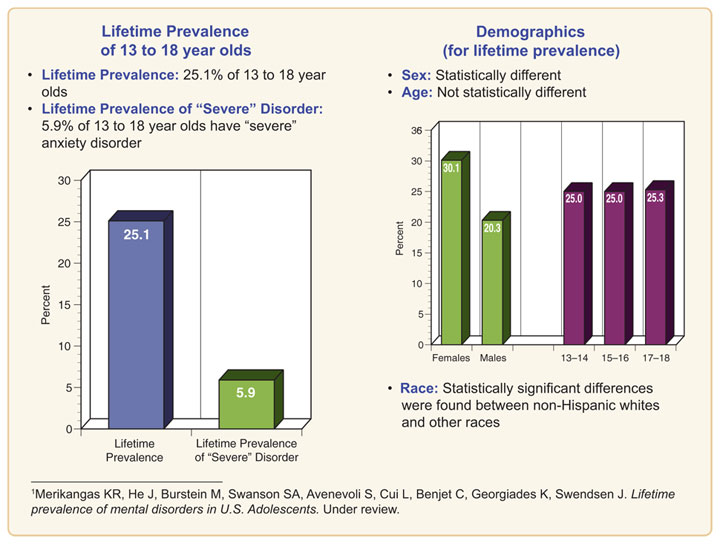 Lifetime Prevalence
of 13 to 18 year olds
• Lifetime Prevalence: 25.1% of 13 to 18 year
olds
• Lifetime Prevalence of “Severe” Disorder:
5.9% of 13 to 18 year olds have “severe”
anxiety disorder
30
25
20
15
10
5
0
Percent
25.1
5.9
Lifetime
Prevalence
Lifetime Prevalence
of “Severe” Disorder
Demographics
(for lifetime prevalence)
• Sex: Statistically different
• Age: Not statistically different
36
30
25
20
15
10
5
0
Percent
30.1
20.3
25.0
25.0
25.3
Females Males 13–14 15–16 17–18
• Race: Statistically significant differences
were found between non-Hispanic whites
and other races
¹Merikangas KR, He J, Burstein M, Swanson SA, Avenevoli S, Cui L, Benjet C, Georgiades K, Swendsen J. Lifetime
prevalence of mental disorders in U.S. Adolescents. Under review.